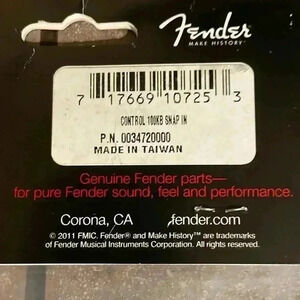 Fender
MAKE HISTORY™
7 17669 10725 3
CONTROL 100KB SNAP IN
P.N. 0034720000
MADE IN TAIWAN
Genuine Fender parts—
for pure Fender sound, feel and performance.
Corona, CA
fender.com
© 2011 FMIC. Fender® and Make History™ are trademarks
of Fender Musical Instruments Corporation. All rights reserved.